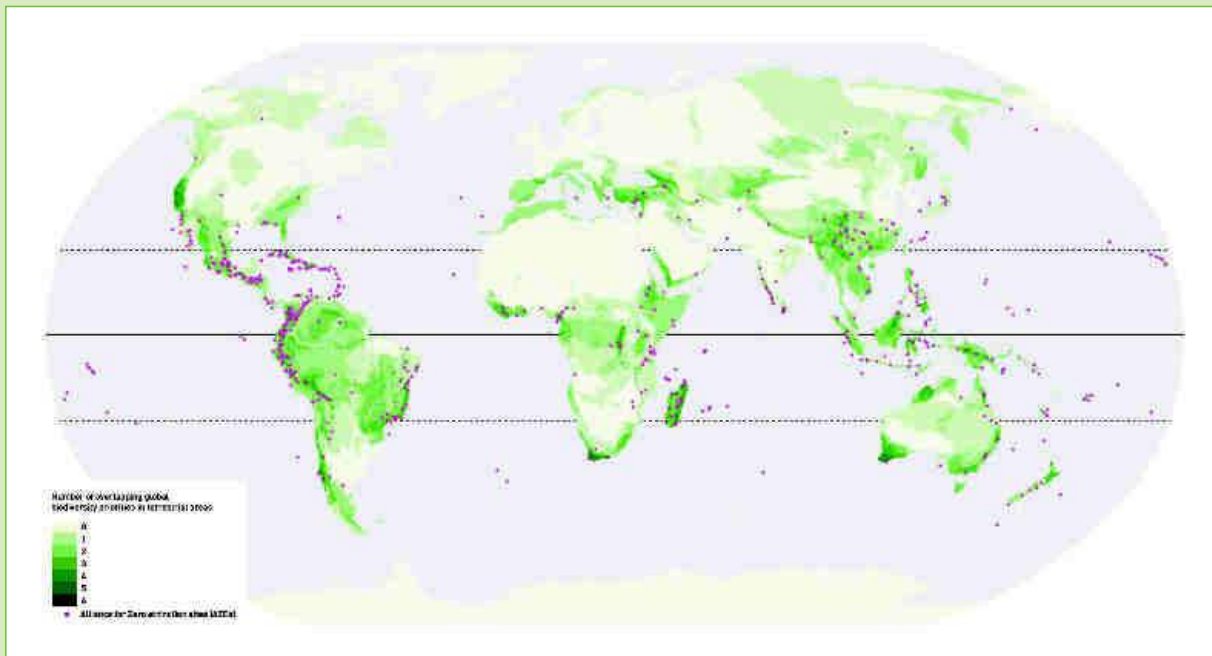 Number of overlapping global
biodiversity priorities in terrestrial areas
0
1
2
3
4
5
6
Alliance for Zero extinction sites (AZEs)